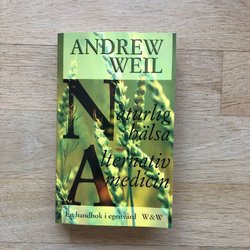 ANDREW
WEIL
Naturlig
hälsa
Alternativ
medicin
En handbok i egenvård W&W